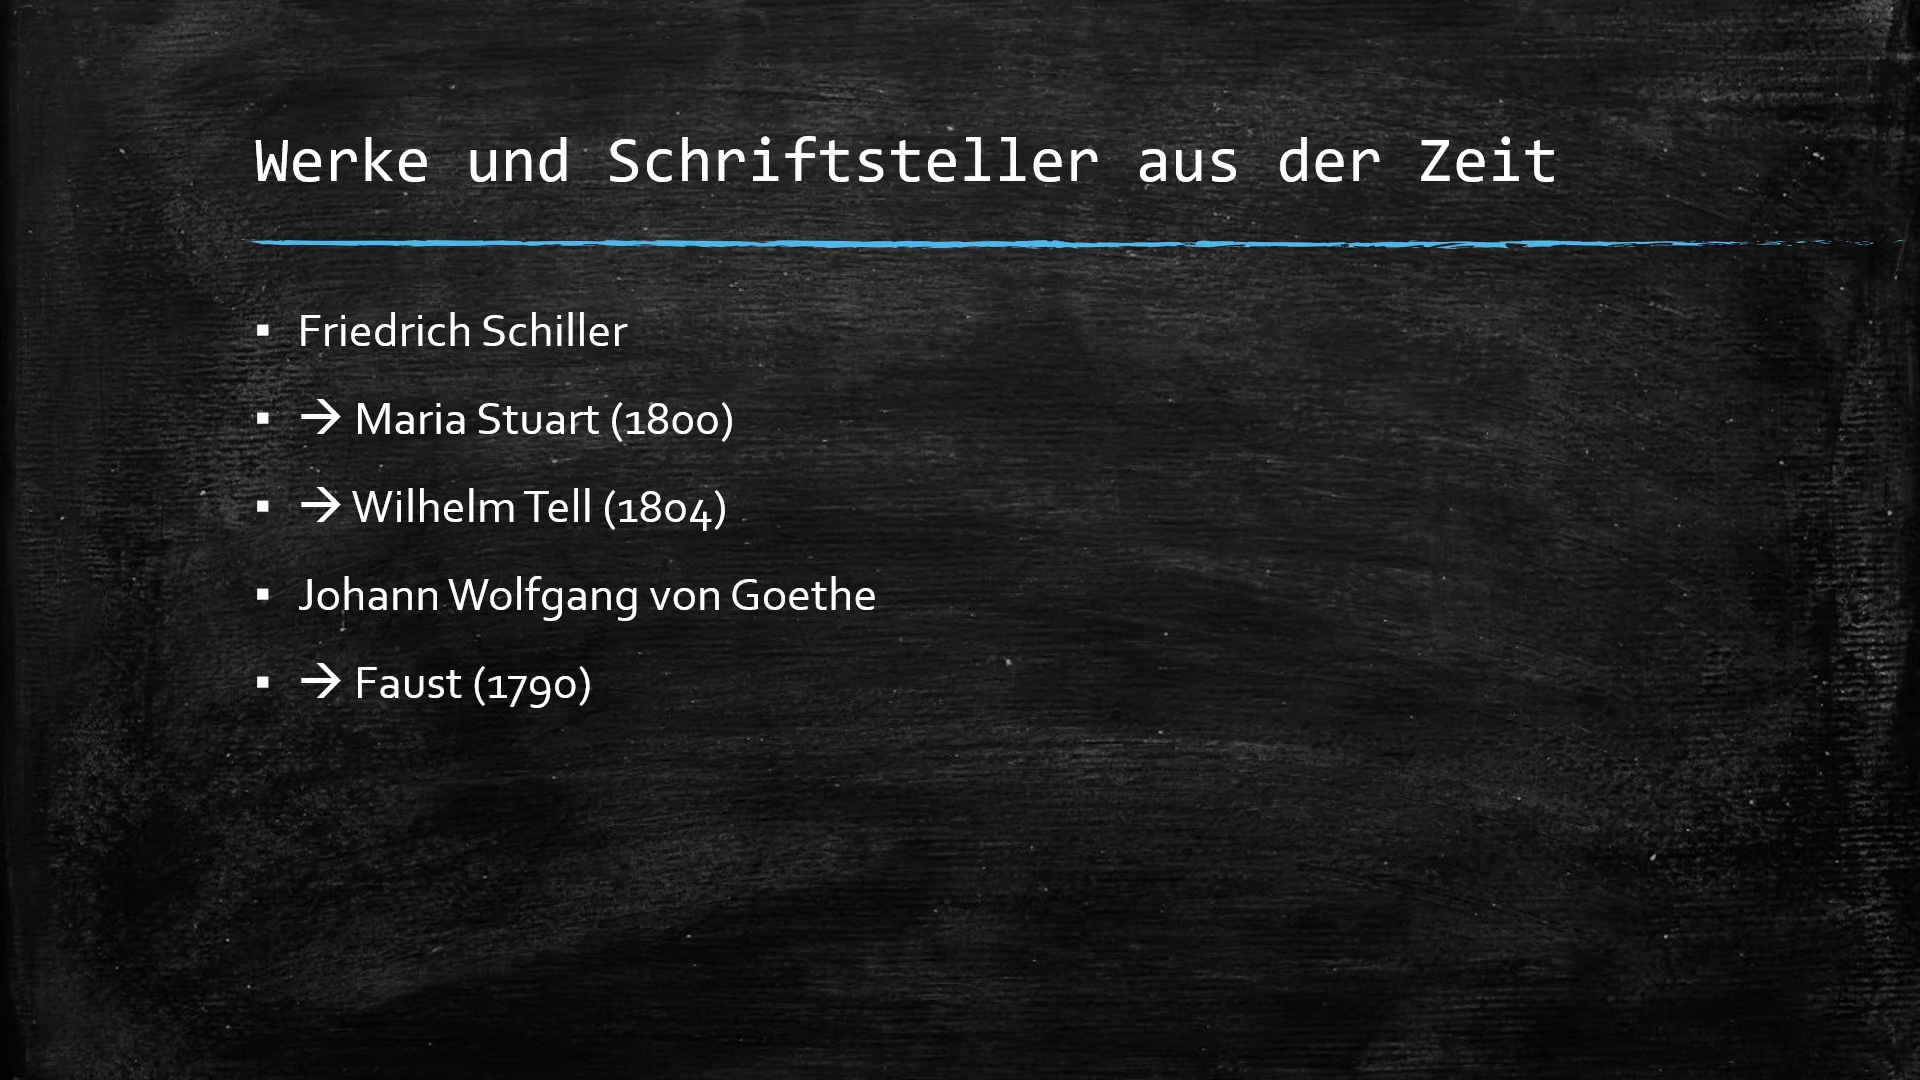 Werke und Schriftsteller aus der Zeit
▪ Friedrich Schiller
▪ → Maria Stuart (1800)
▪ → Wilhelm Tell (1804)
▪ Johann Wolfgang von Goethe
▪ → Faust (1790)